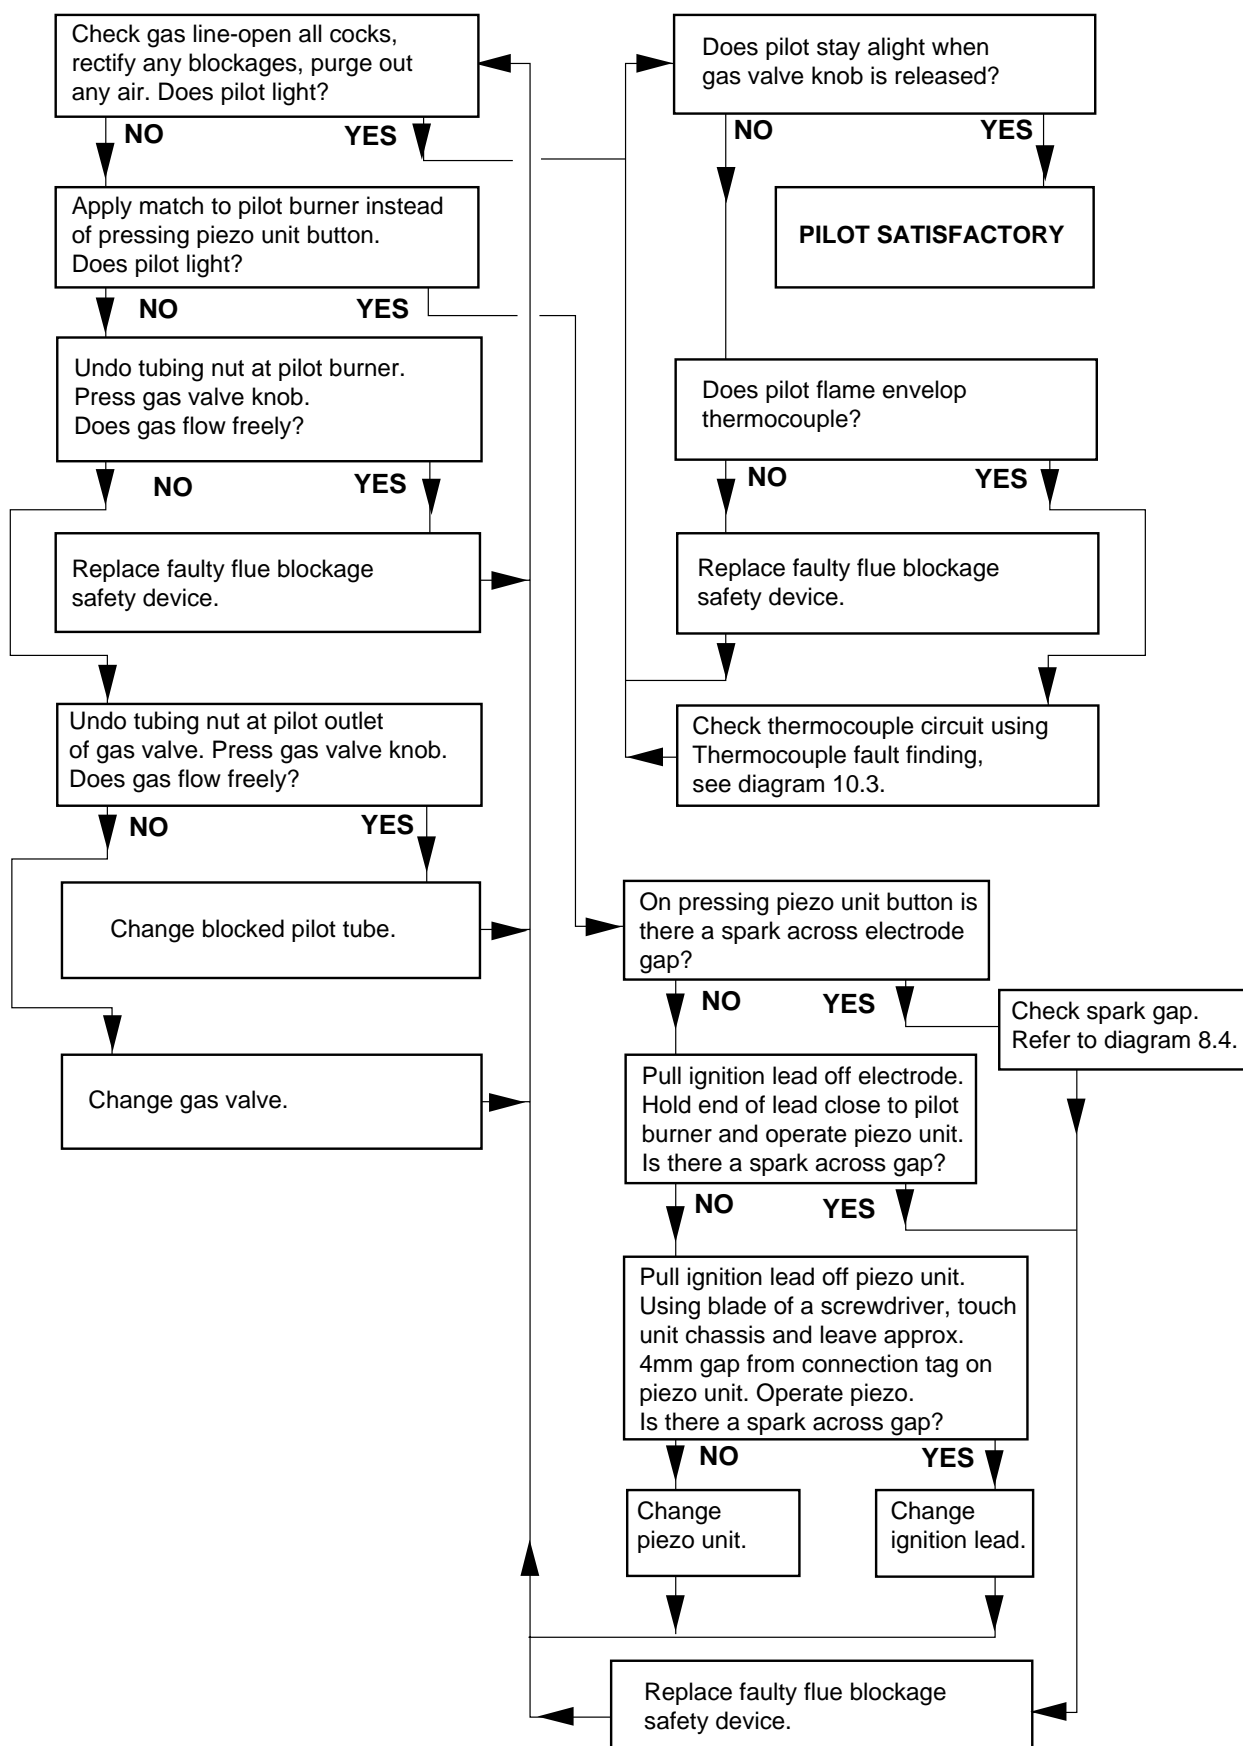 Check gas line-open all cocks,
rectify any blockages, purge out
any air. Does pilot light?
NO
YES
Apply match to pilot burner instead
of pressing piezo unit button.
Does pilot light?
NO
YES
Undo tubing nut at pilot burner.
Press gas valve knob.
Does gas flow freely?
NO
YES
Replace faulty flue blockage
safety device.
Undo tubing nut at pilot outlet
of gas valve. Press gas valve knob.
Does gas flow freely?
NO
YES
Change blocked pilot tube.
Change gas valve.
Does pilot stay alight when
gas valve knob is released?
NO
YES
PILOT SATISFACTORY
Does pilot flame envelop
thermocouple?
NO
YES
Replace faulty flue blockage
safety device.
Check thermocouple circuit using
Thermocouple fault finding,
see diagram 10.3.
On pressing piezo unit button is
there a spark across electrode
gap?
NO
YES
Check spark gap.
Refer to diagram 8.4.
Pull ignition lead off electrode.
Hold end of lead close to pilot
burner and operate piezo unit.
Is there a spark across gap?
NO
YES
Pull ignition lead off piezo unit.
Using blade of a screwdriver, touch
unit chassis and leave approx.
4mm gap from connection tag on
piezo unit. Operate piezo.
Is there a spark across gap?
NO
YES
Change
piezo unit.
Change
ignition lead.
Replace faulty flue blockage
safety device.